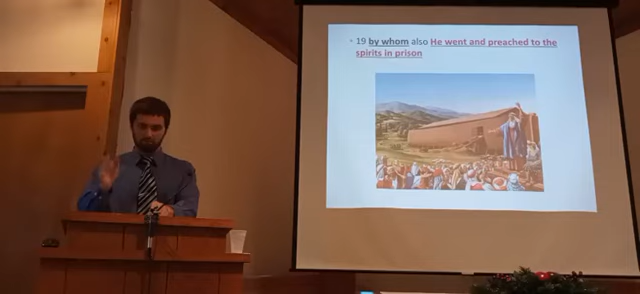 • 19 by whom also He went and preached to the
spirits in prison